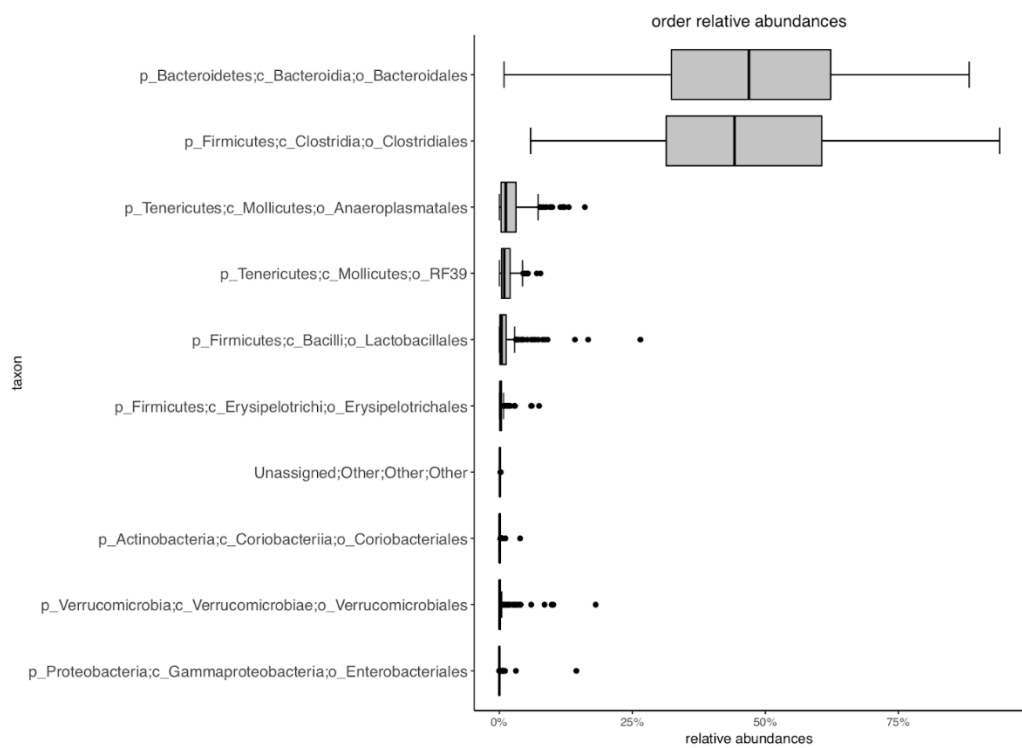 order relative abundances
p_Bacteroidetes;c_Bacteroidia;o_Bacteroidales
p_Firmicutes;c_Clostridia;o_Clostridiales
p_Tenericutes;c_Mollicutes;o_Anaeroplasmatales
p_Tenericutes;c_Mollicutes;o_RF39
p_Firmicutes;c_Bacilli;o_Lactobacillales
taxon
p_Firmicutes;c_Erysipelotrichi;o_Erysipelotrichales
Unassigned;Other;Other;Other
p_Actinobacteria;c_Coriobacteriia;o_Coriobacteriales
p_Verrucomicrobia;c_Verrucomicrobiae;o_Verrucomicrobiales
p_Proteobacteria;c_Gammaproteobacteria;o_Enterobacteriales
0% 25% 50% 75%
relative abundances